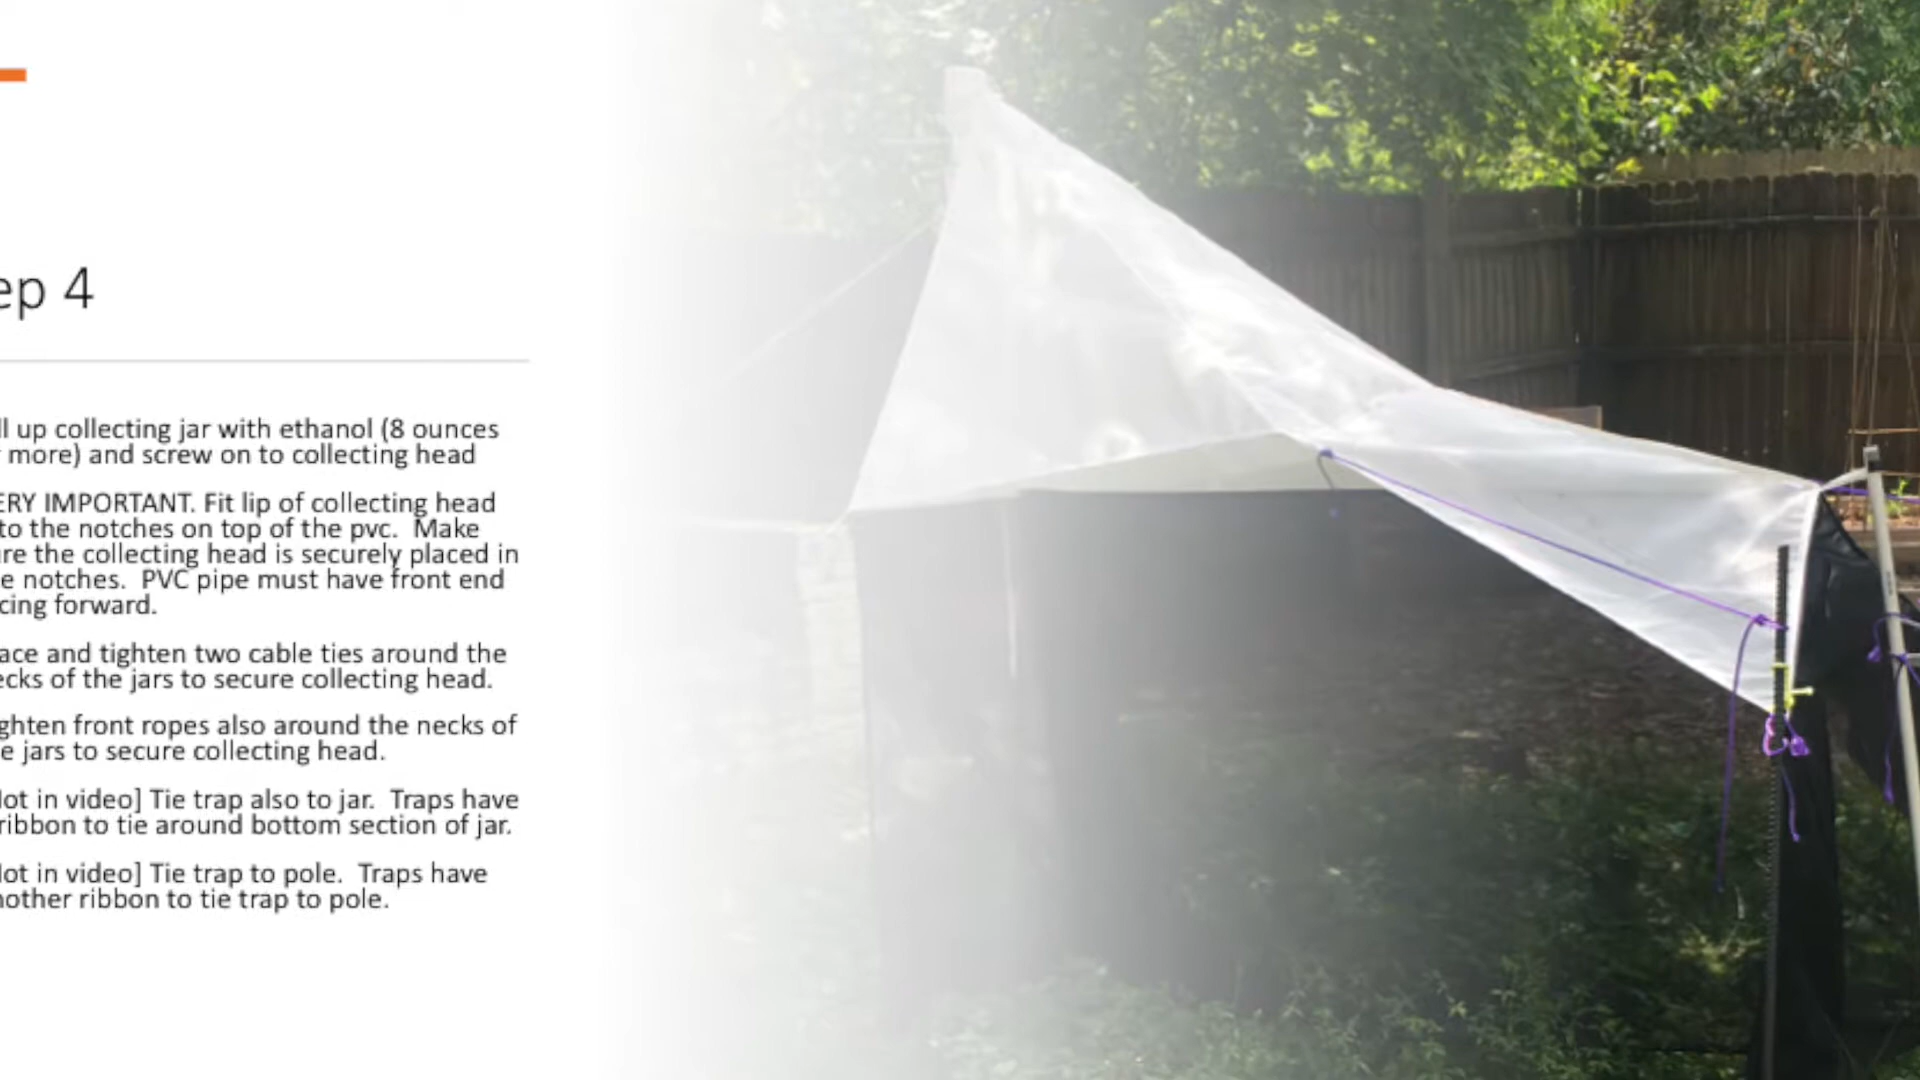 ep 4
ll up collecting jar with ethanol (8 ounces
more) and screw on to collecting head
ERY IMPORTANT. Fit lip of collecting head
to the notches on top of the pvc. Make
re the collecting head is securely placed in
e notches. PVC pipe must have front end
cing forward.
ace and tighten two cable ties around the
ecks of the jars to secure collecting head.
ghten front ropes also around the necks of
e jars to secure collecting head.
lot in video] Tie trap also to jar. Traps have
ribbon to tie around bottom section of jar.
lot in video] Tie trap to pole. Traps have
nother ribbon to tie trap to pole.